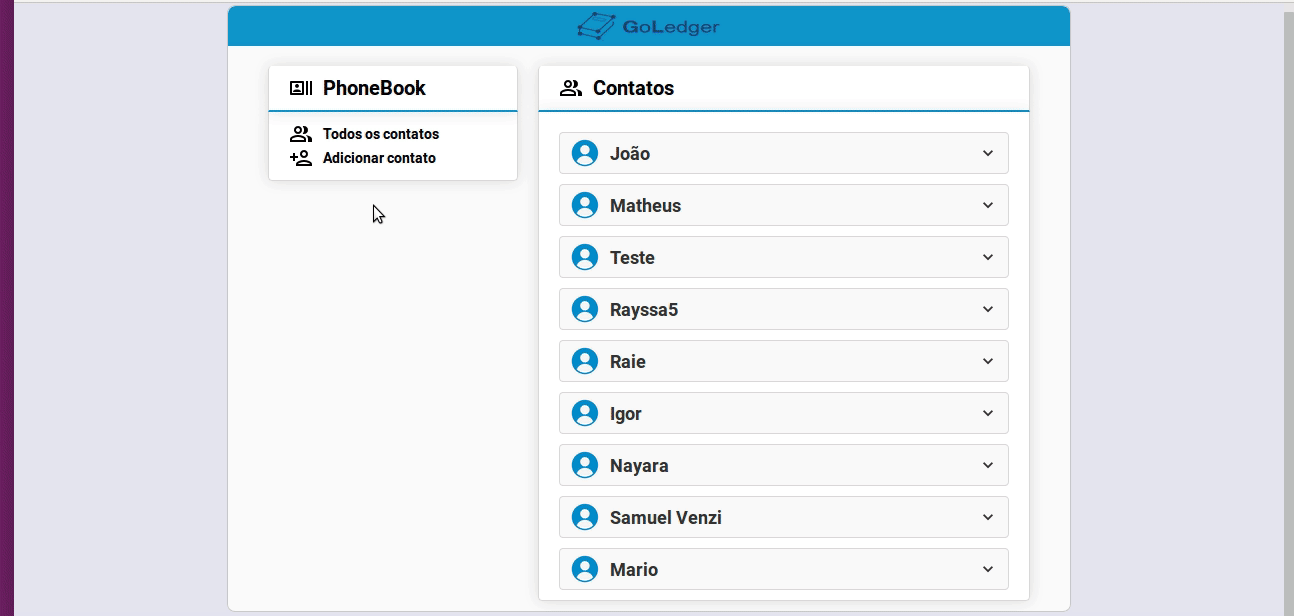 GoLedger
PhoneBook
Todos os contatos
Adicionar contato
Contatos
João
Matheus
Teste
Rayssa5
Raie
Igor
Nayara
Samuel Venzi
Mario